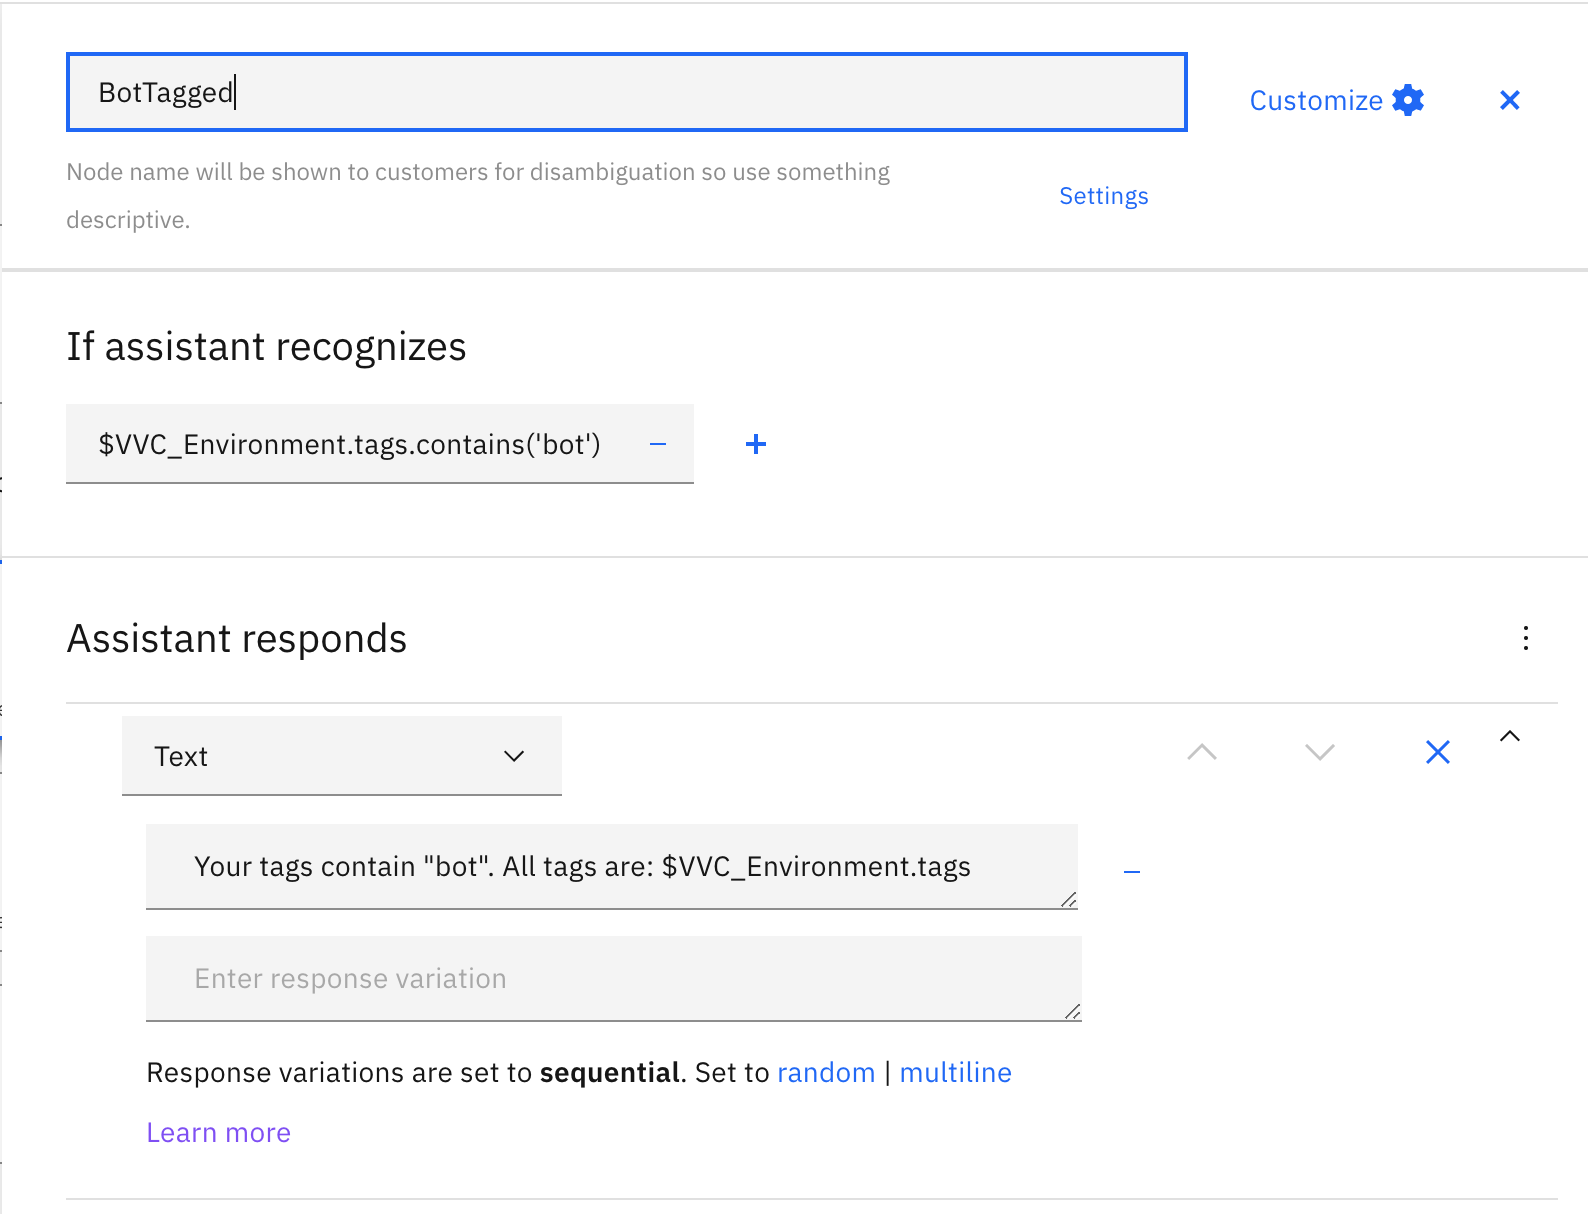 BotTagged
Customize
Node name will be shown to customers for disambiguation so use something
descriptive.
Settings
If assistant recognizes
$VVC_Environment.tags.contains('bot')
Assistant responds
Text
Your tags contain "bot". All tags are: $VVC_Environment.tags
Enter response variation
Response variations are set to sequential. Set to random | multiline
Learn more